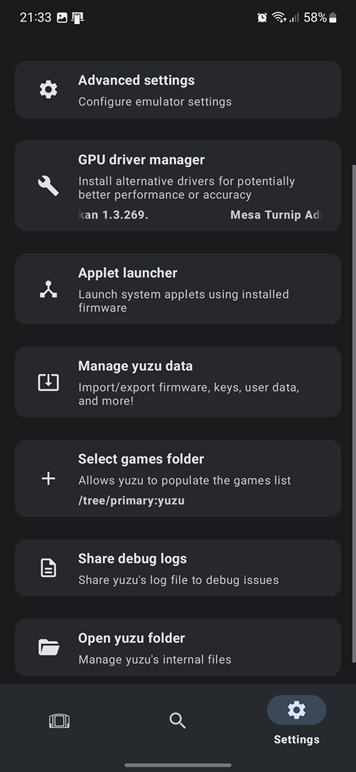 21:33
58%
Advanced settings
Configure emulator settings
GPU driver manager
Install alternative drivers for potentially
better performance or accuracy
kan 1.3.269. Mesa Turnip Ad
Applet launcher
Launch system applets using installed
firmware
Manage yuzu data
Import/export firmware, keys, user data,
and more!
Select games folder
Allows yuzu to populate the games list
/tree/primary:yuzu
Share debug logs
Share yuzu's log file to debug issues
Open yuzu folder
Manage yuzu's internal files
Settings